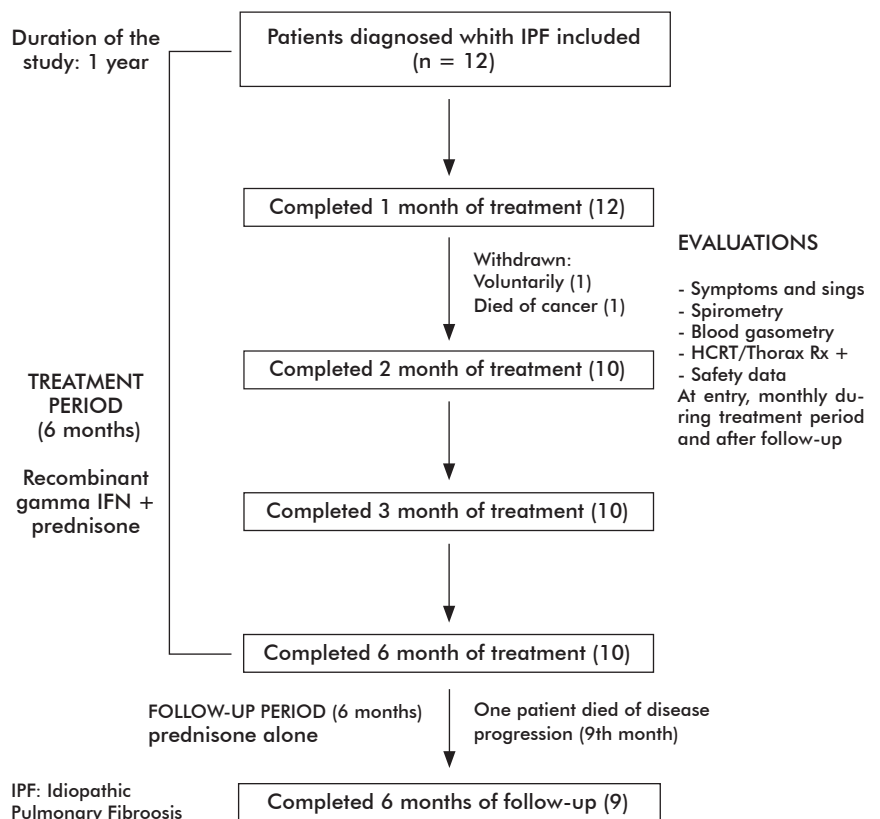 Duration of the
study: 1 year
Patients diagnosed whith IPF included
(n = 12)
Completed 1 month of treatment (12)
Withdrawn:
Voluntarily (1)
Died of cancer (1)
EVALUATIONS
- Symptoms and sings
- Spirometry
- Blood gasometry
- HCRT/Thorax Rx +
- Safety data
At entry, monthly du-
ring treatment period
and after follow-up
Completed 2 month of treatment (10)
TREATMENT
PERIOD
(6 months)
Recombinant
gamma IFN +
prednisone
Completed 3 month of treatment (10)
Completed 6 month of treatment (10)
FOLLOW-UP PERIOD (6 months)
prednisone alone
One patient died of disease
progression (9th month)
IPF: Idiopathic
Pulmonary Fibroosis
Completed 6 months of follow-up (9)